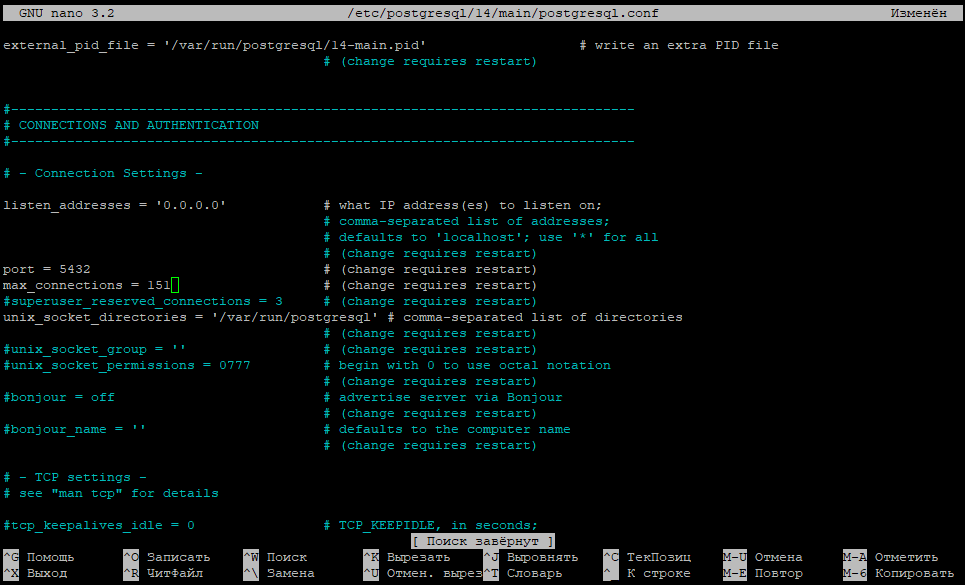 GNU nano 3.2 /etc/postgresql/14/main/postgresql.conf Изменён
external_pid_file = '/var/run/postgresql/14-main.pid' # write an extra PID file
# (change requires restart)
#------------------------------------------------------------------------------
# CONNECTIONS AND AUTHENTICATION
#------------------------------------------------------------------------------
# - Connection Settings -
listen_addresses = '0.0.0.0' # what IP address(es) to listen on;
# comma-separated list of addresses;
# defaults to 'localhost'; use '*' for all
# (change requires restart)
port = 5432 # (change requires restart)
max_connections = 151 # (change requires restart)
#superuser_reserved_connections = 3 # (change requires restart)
unix_socket_directories = '/var/run/postgresql' # comma-separated list of directories
# (change requires restart)
#unix_socket_group = '' # (change requires restart)
#unix_socket_permissions = 0777 # begin with 0 to use octal notation
# (change requires restart)
#bonjour = off # advertise server via Bonjour
# (change requires restart)
#bonjour_name = '' # defaults to the computer name
# (change requires restart)
# - TCP settings -
# see "man tcp" for details
#tcp_keepalives_idle = 0 # TCP_KEEPIDLE, in seconds;
[ Поиск завёрнут ]
^G Помощь ^O Записать ^W Поиск ^K Вырезать ^J Выровнять ^C ТекПозиц M-U Отмена M-A Отметить
^X Выход ^R ЧитФайл ^\ Замена ^U Отмен. вырез ^T Словарь ^_ К строке M-E Повтор M-6 Копировать